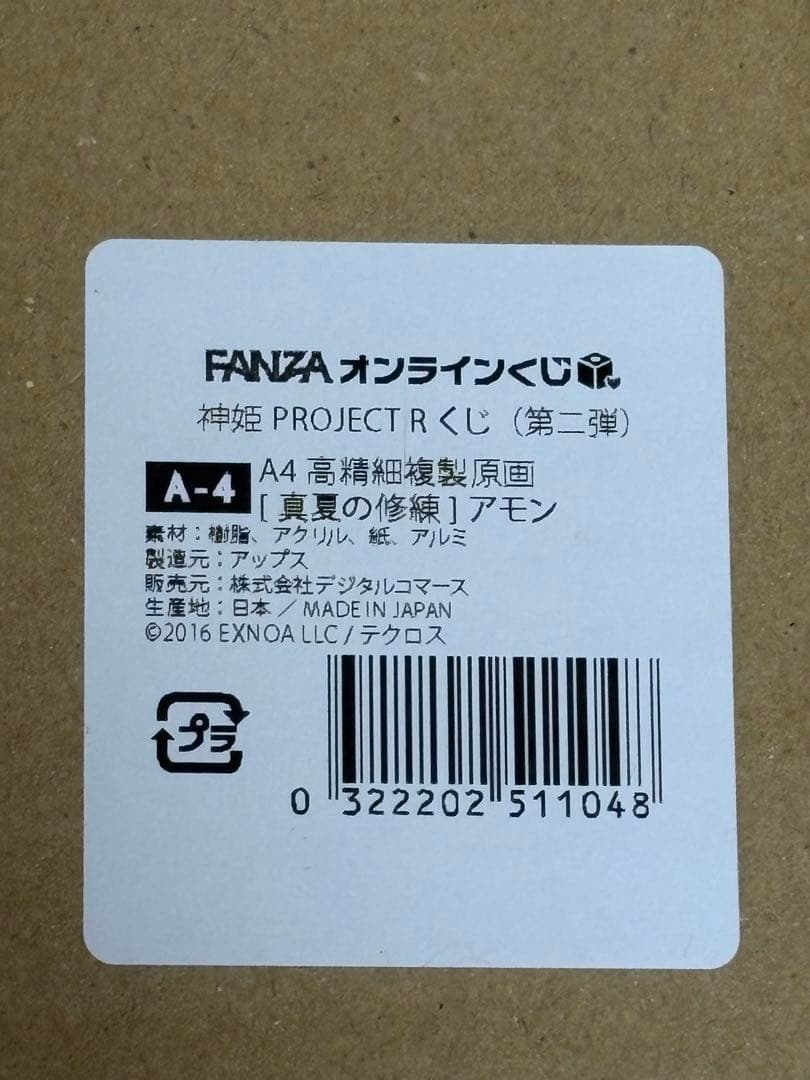 FANZA オンラインくじ
神姫 PROJECT R くじ（第二弾）
A-4 A4 高精細複製原画
[ 真夏の修練 ] アモン
素材：樹脂、アクリル、紙、アルミ
製造元：アップス
販売元：株式会社デジタルコマース
生産地：日本／MADE IN JAPAN
©2016 EXNOA LLC / テクロス
プラ
0 322202 511048